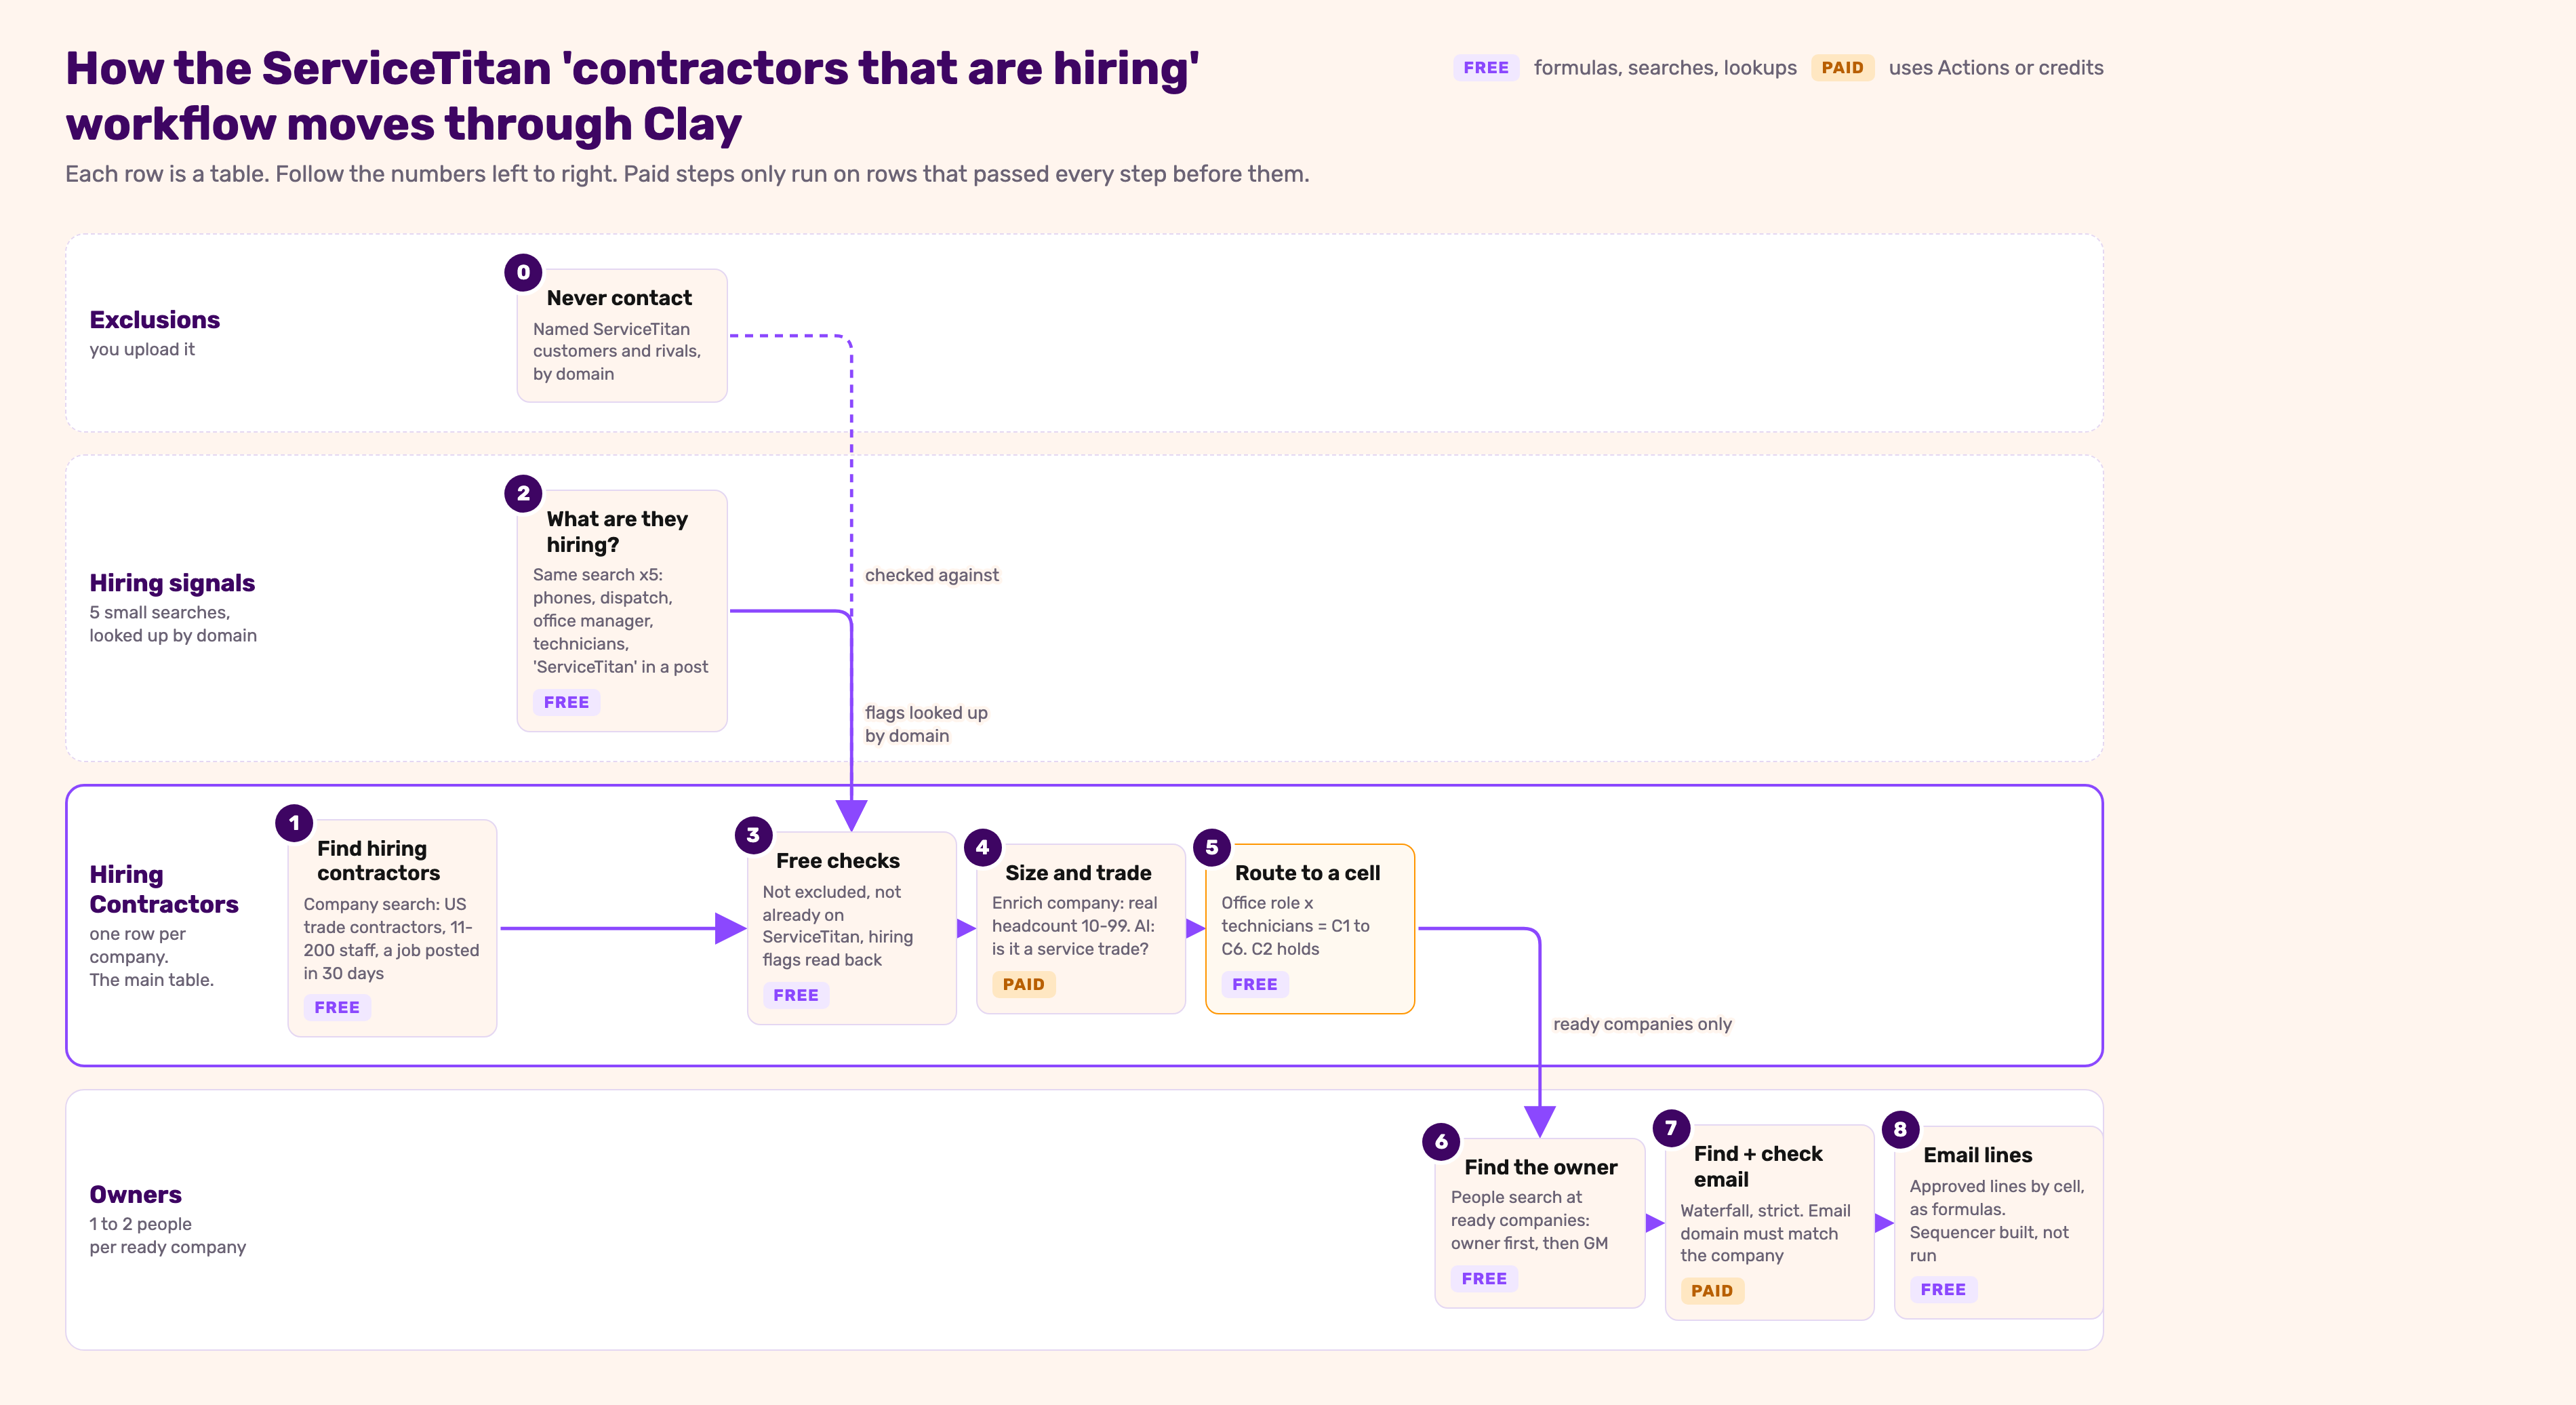 How the ServiceTitan 'contractors that are hiring'
workflow moves through Clay
FREE formulas, searches, lookups PAID uses Actions or credits
Each row is a table. Follow the numbers left to right. Paid steps only run on rows that passed every step before them.
Exclusions
you upload it
0
Never contact
Named ServiceTitan
customers and rivals,
by domain
Hiring signals
5 small searches,
looked up by domain
2
What are they
hiring?
Same search x5:
phones, dispatch,
office manager,
technicians,
'ServiceTitan' in a post
FREE
checked against
flags looked up
by domain
Hiring
Contractors
one row per
company.
The main table.
1
Find hiring
contractors
Company search: US
trade contractors, 11-
200 staff, a job posted
in 30 days
FREE
3
Free checks
Not excluded, not
already on
ServiceTitan, hiring
flags read back
FREE
4
Size and trade
Enrich company: real
headcount 10-99. AI:
is it a service trade?
PAID
5
Route to a cell
Office role x
technicians = C1 to
C6. C2 holds
FREE
ready companies only
Owners
1 to 2 people
per ready company
6
Find the owner
People search at
ready companies:
owner first, then GM
FREE
7
Find + check
email
Waterfall, strict. Email
domain must match
the company
PAID
8
Email lines
Approved lines by cell,
as formulas.
Sequencer built, not
run
FREE